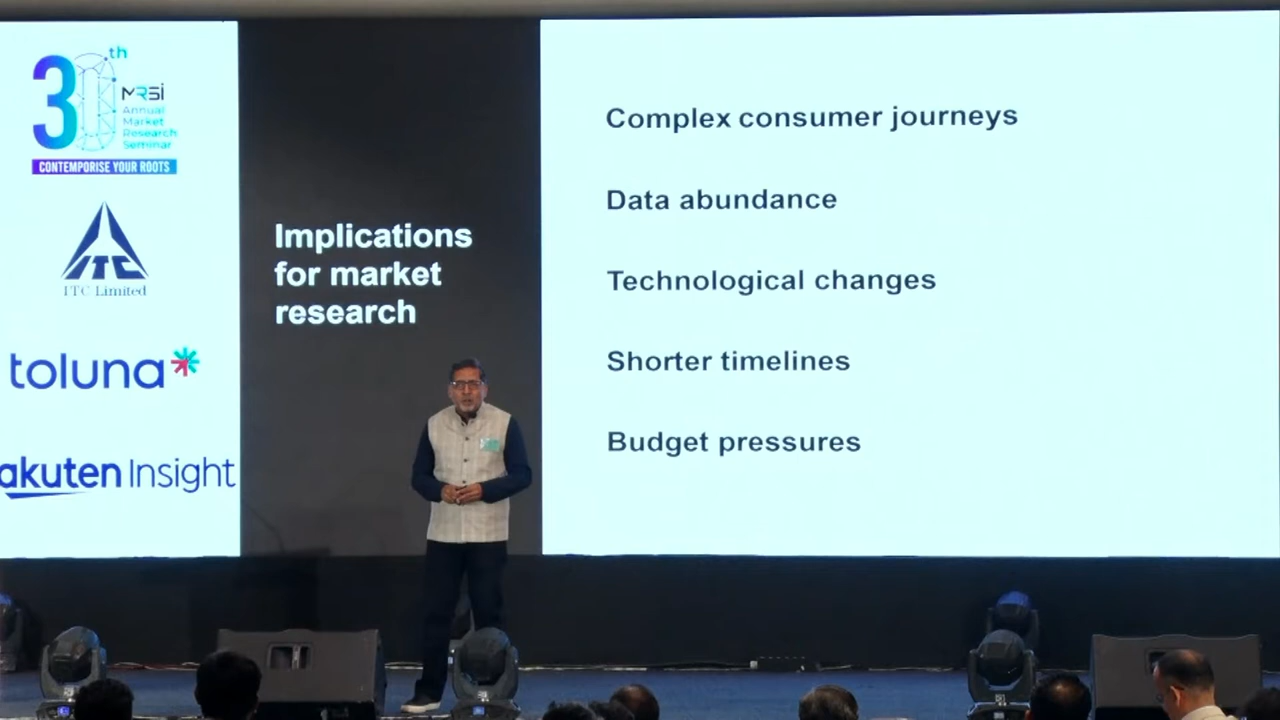 30th
MRSI
Annual
Market
Research
Seminar
CONTEMPORISE YOUR ROOTS
ITC
ITC Limited
toluna
akuten Insight
Implications
for market
research
Complex consumer journeys
Data abundance
Technological changes
Shorter timelines
Budget pressures